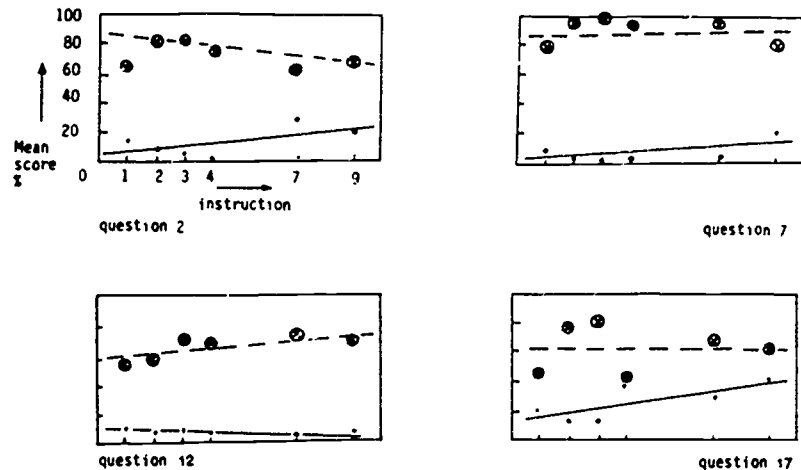 100
80
60
40
20
Mean
score
%
0
1 2 3 4 7 9
instruction
question 2
question 7
question 12
question 17